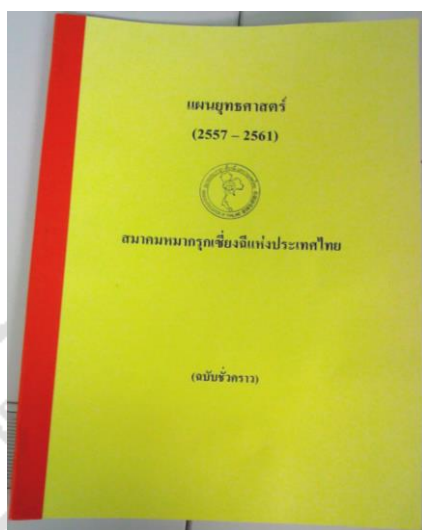 แผนยุทธศาสตร์
(2557 – 2561)
สมาคมหมากรุกเซี่ยงฉีแห่งประเทศไทย
(ฉบับชั่วคราว)